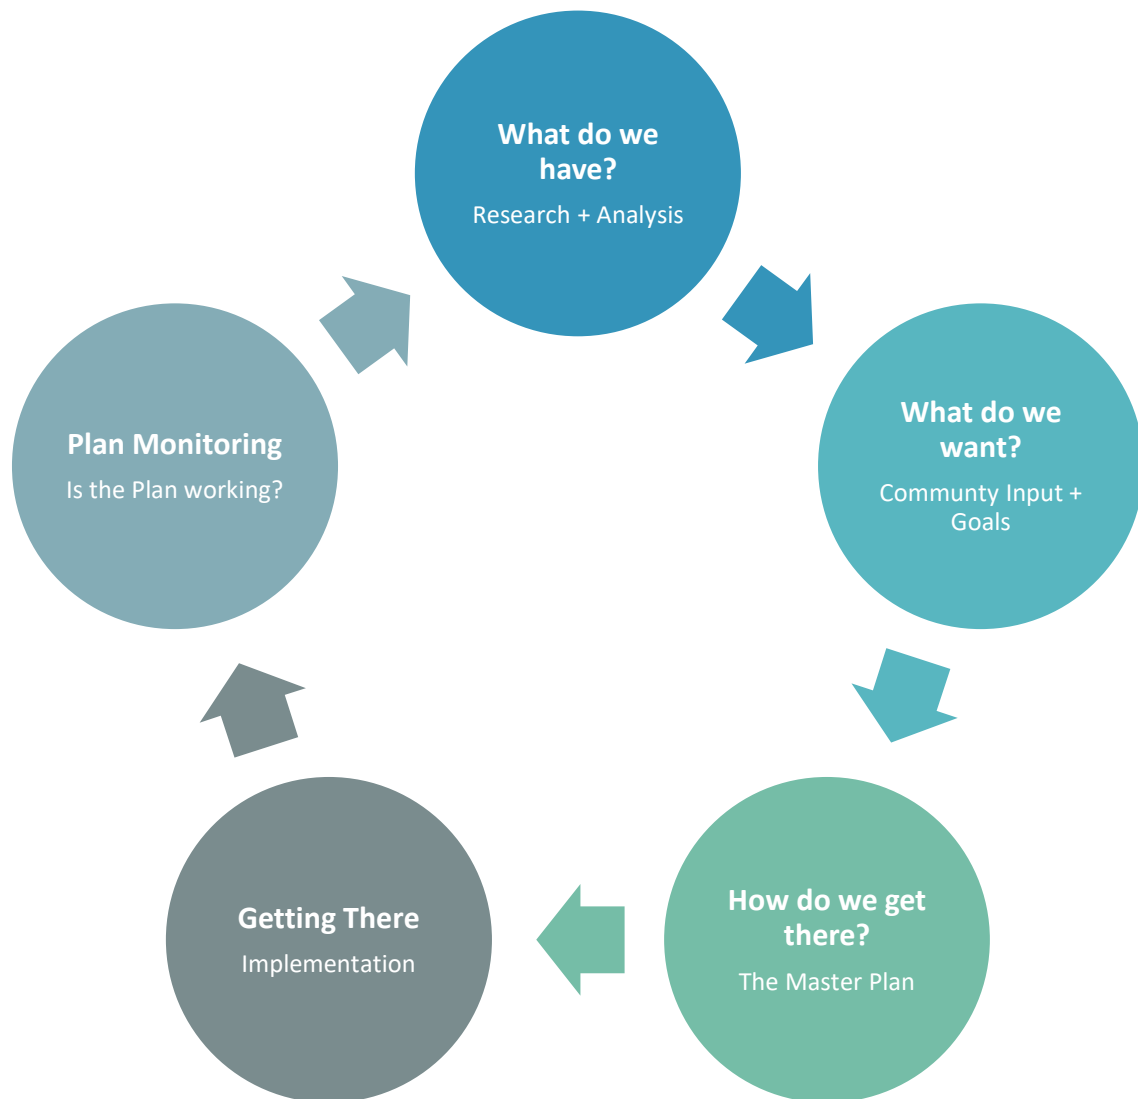 What do we
have?
Research + Analysis
What do we
want?
Communty Input +
Goals
How do we get
there?
The Master Plan
Getting There
Implementation
Plan Monitoring
Is the Plan working?